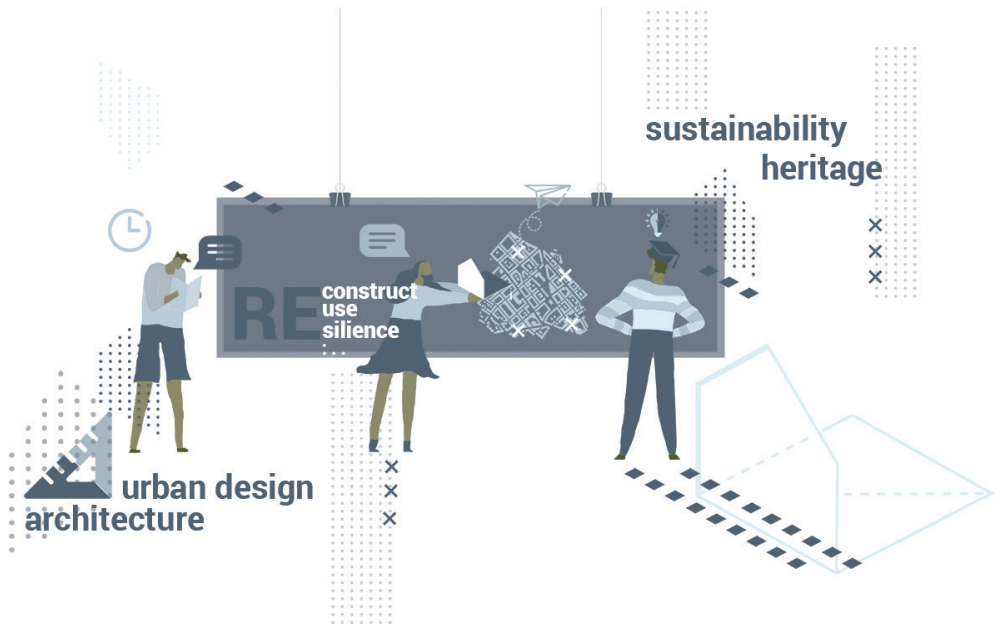 sustainability
heritage
RE
construct
use
silience
...
urban design
architecture